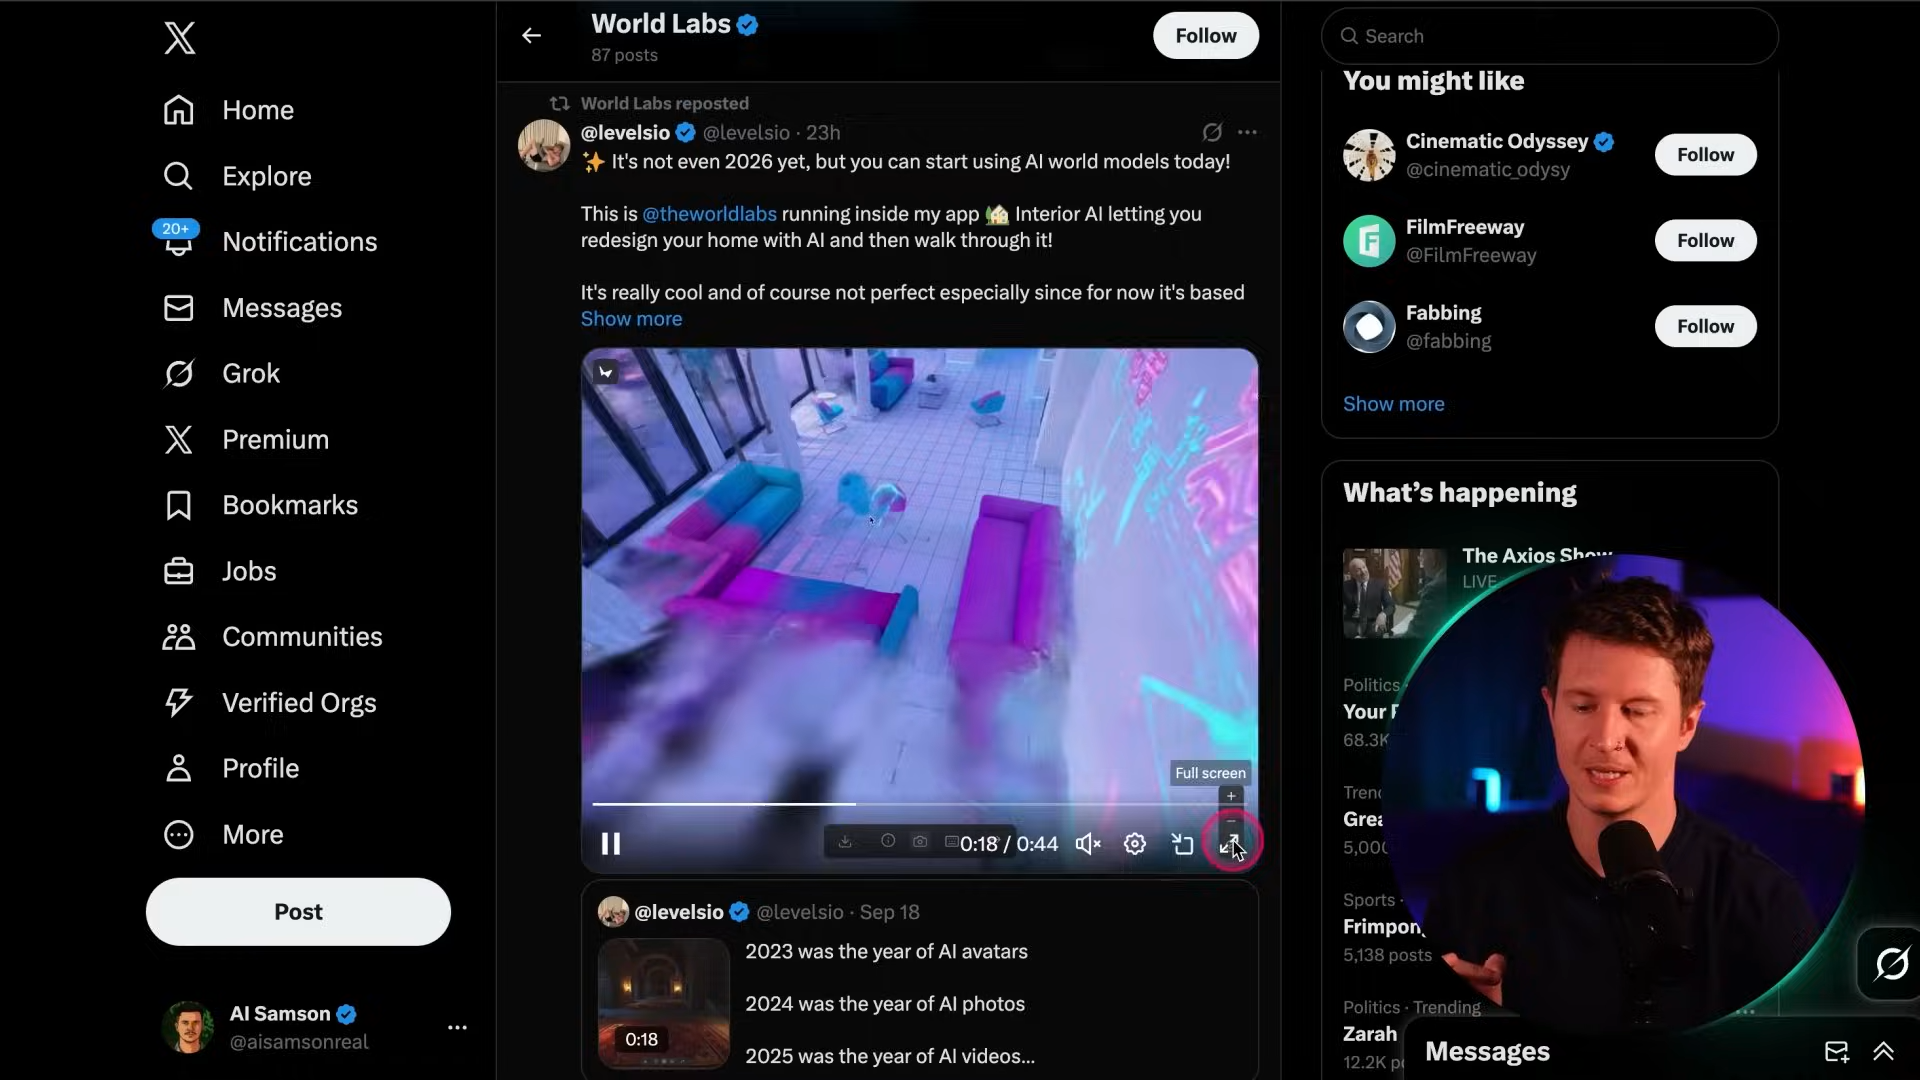 Home
Explore
20+
Notifications
Messages
Grok
Premium
Bookmarks
Jobs
Communities
Verified Orgs
Profile
More
Post
AI Samson
@aisamsonreal
World Labs
87 posts
Follow
World Labs reposted
@levelsio @levelsio · 23h
✨ It's not even 2026 yet, but you can start using AI world models today!
This is @theworldlabs running inside my app 🏡 Interior AI letting you
redesign your home with AI and then walk through it!
It's really cool and of course not perfect especially since for now it's based
Show more
Full screen
0:18 / 0:44
@levelsio @levelsio · Sep 18
2023 was the year of AI avatars
2024 was the year of AI photos
2025 was the year of AI videos...
0:18
Search
You might like
Cinematic Odyssey
@cinematic_odysy
Follow
FilmFreeway
@FilmFreeway
Follow
Fabbing
@fabbing
Follow
Show more
What's happening
The Axios Show
LIVE
Politics ·
Your
68.3K
5,000
Sports ·
Frimpong
5,138 posts
Politics · Trending
Zarah
12.2K
Messages